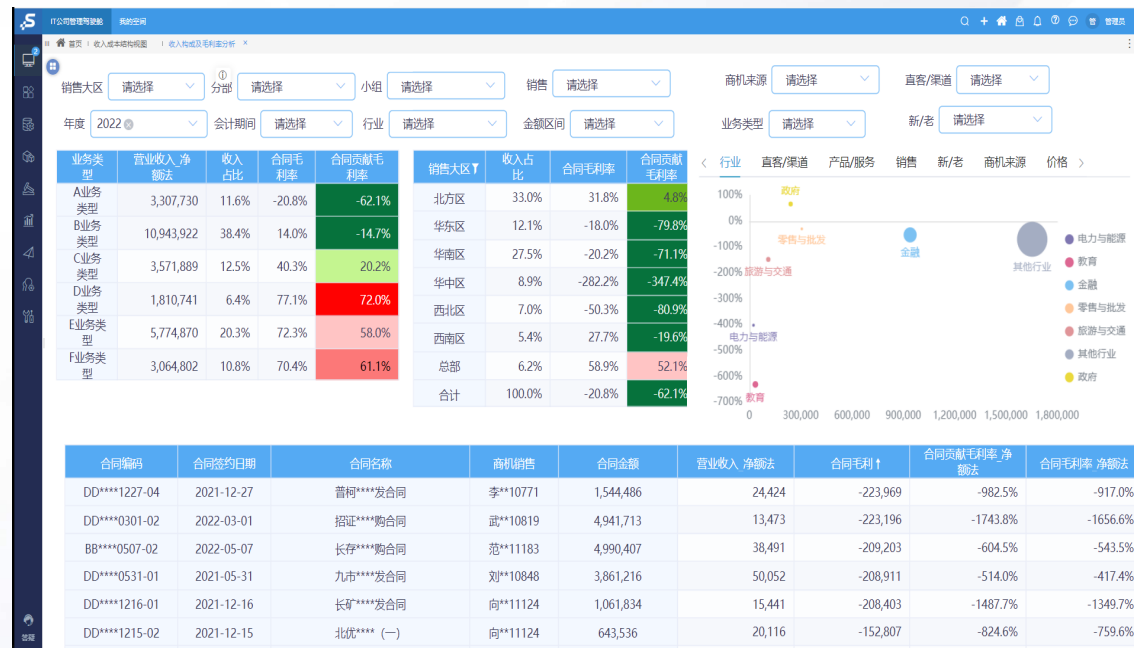 S IT公司管理驾驶舱 我的空间 管 管理员
2 首页 收入成本结构视图 收入构成及毛利率分析 ×
销售大区 请选择 分部 请选择 小组 请选择 销售 请选择 商机来源 请选择 直客/渠道 请选择
年度 2022 会计期间 请选择 行业 请选择 金额区间 请选择 业务类型 请选择 新/老 请选择
业务类型 营业收入_净额法 收入占比 合同毛利率 合同贡献毛利率
A业务类型 3,307,730 11.6% -20.8% -62.1%
B业务类型 10,943,922 38.4% 14.0% -14.7%
C业务类型 3,571,889 12.5% 40.3% 20.2%
D业务类型 1,810,741 6.4% 77.1% 72.0%
E业务类型 5,774,870 20.3% 72.3% 58.0%
F业务类型 3,064,802 10.8% 70.4% 61.1%
销售大区 收入占比 合同毛利率 合同贡献毛利率
北方区 33.0% 31.8% 4.8%
华东区 12.1% -18.0% -79.8%
华南区 27.5% -20.2% -71.1%
华中区 8.9% -282.2% -347.4%
西北区 7.0% -50.3% -80.9%
西南区 5.4% 27.7% -19.6%
总部 6.2% 58.9% 52.1%
合计 100.0% -20.8% -62.1%
行业 直客/渠道 产品/服务 销售 新/老 商机来源 价格
100%
0%
-100%
-200%
-300%
-400%
-500%
-600%
-700%
政府
零售与批发
金融
其他行业
旅游与交通
电力与能源
教育
0 300,000 600,000 900,000 1,200,000 1,500,000 1,800,000
电力与能源
教育
金融
零售与批发
旅游与交通
其他行业
政府
合同编码 合同签约日期 合同名称 商机销售 合同金额 营业收入_净额法 合同毛利↑ 合同贡献毛利率_净额法 合同毛利率_净额法
DD****1227-04 2021-12-27 普柯****发合同 李**10771 1,544,486 24,424 -223,969 -982.5% -917.0%
DD****0301-02 2022-03-01 招证****购合同 武**10819 4,941,713 13,473 -223,196 -1743.8% -1656.6%
BB****0507-02 2022-05-07 长存****购合同 范**11183 4,990,407 38,491 -209,203 -604.5% -543.5%
DD****0531-01 2021-05-31 九市****发合同 刘**10848 3,861,216 50,052 -208,911 -514.0% -417.4%
DD****1216-01 2021-12-16 长矿****发合同 向**11124 1,061,834 15,441 -208,403 -1487.7% -1349.7%
DD****1215-02 2021-12-15 北优**** (一) 向**11124 643,536 20,116 -152,807 -824.6% -759.6%
答疑